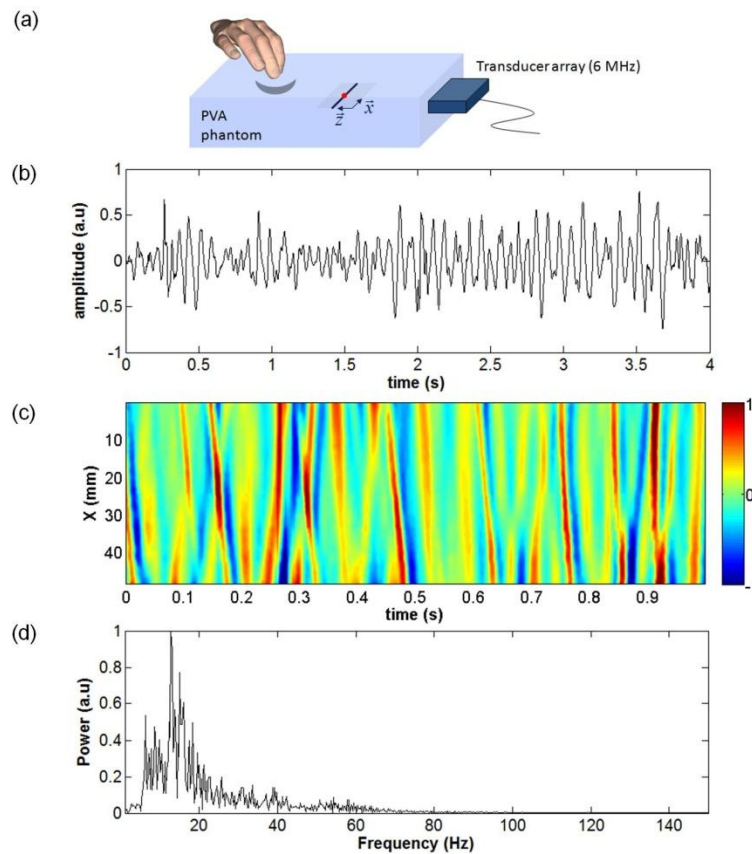 (a)
Transducer array (6 MHz)
PVA
phantom
z
x
(b)
amplitude (a.u)
1
0.5
0
-0.5
-1
0 0.5 1 1.5 2 2.5 3 3.5 4
time (s)
(c)
X (mm)
10
20
30
40
1
0
-
0 0.1 0.2 0.3 0.4 0.5 0.6 0.7 0.8 0.9
time (s)
(d)
Power (a.u)
1
0.8
0.6
0.4
0.2
0
20 40 60 80 100 120 140
Frequency (Hz)